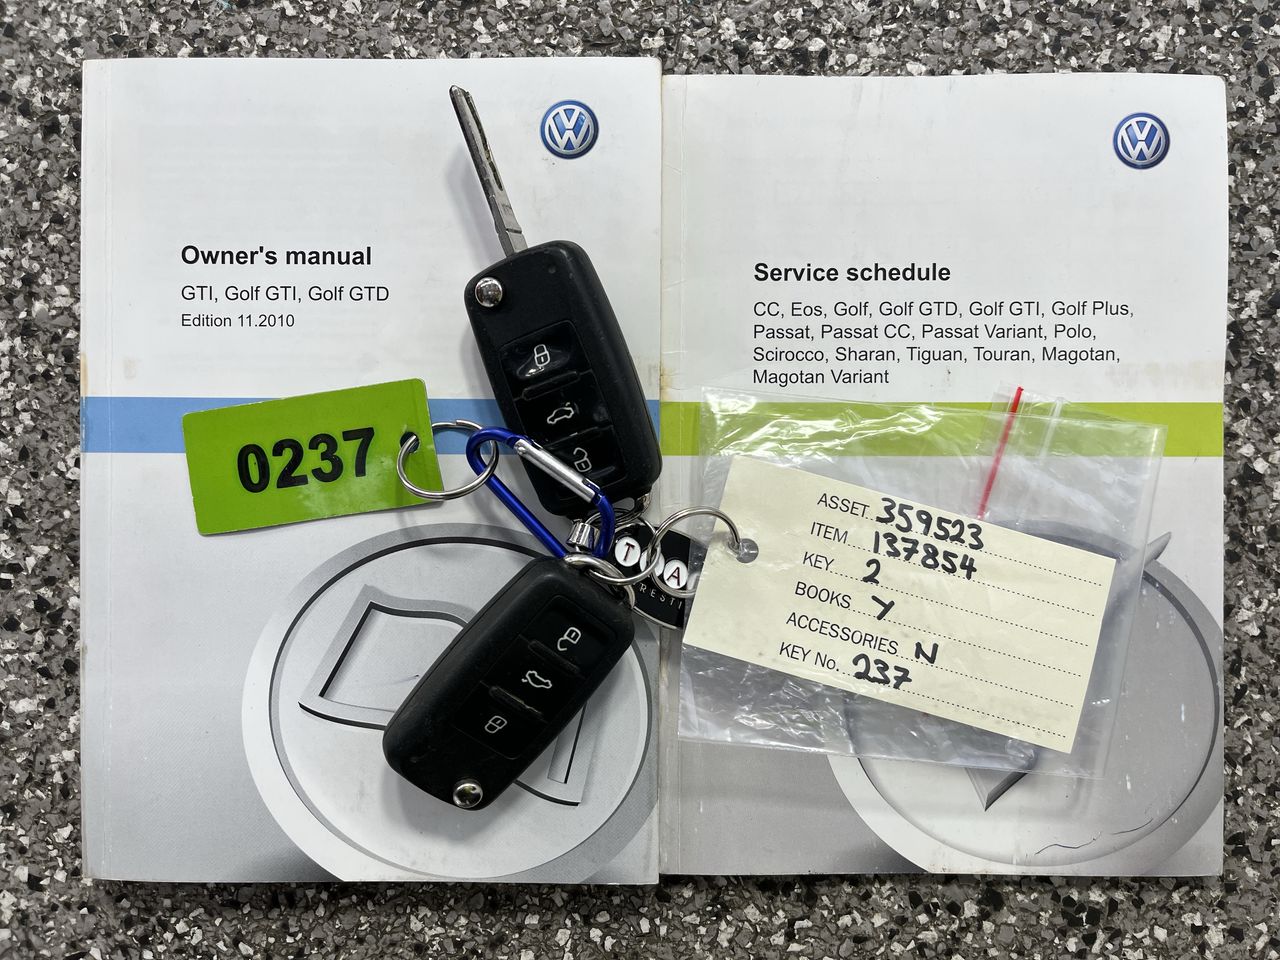 Owner's manual
GTI, Golf GTI, Golf GTD
Edition 11.2010
Service schedule
CC, Eos, Golf, Golf GTD, Golf GTI, Golf Plus,
Passat, Passat CC, Passat Variant, Polo,
Scirocco, Sharan, Tiguan, Touran, Magotan,
Magotan Variant
0237
ASSET 359523
ITEM 137854
KEY 2
BOOKS Y
ACCESSORIES N
KEY No. 237